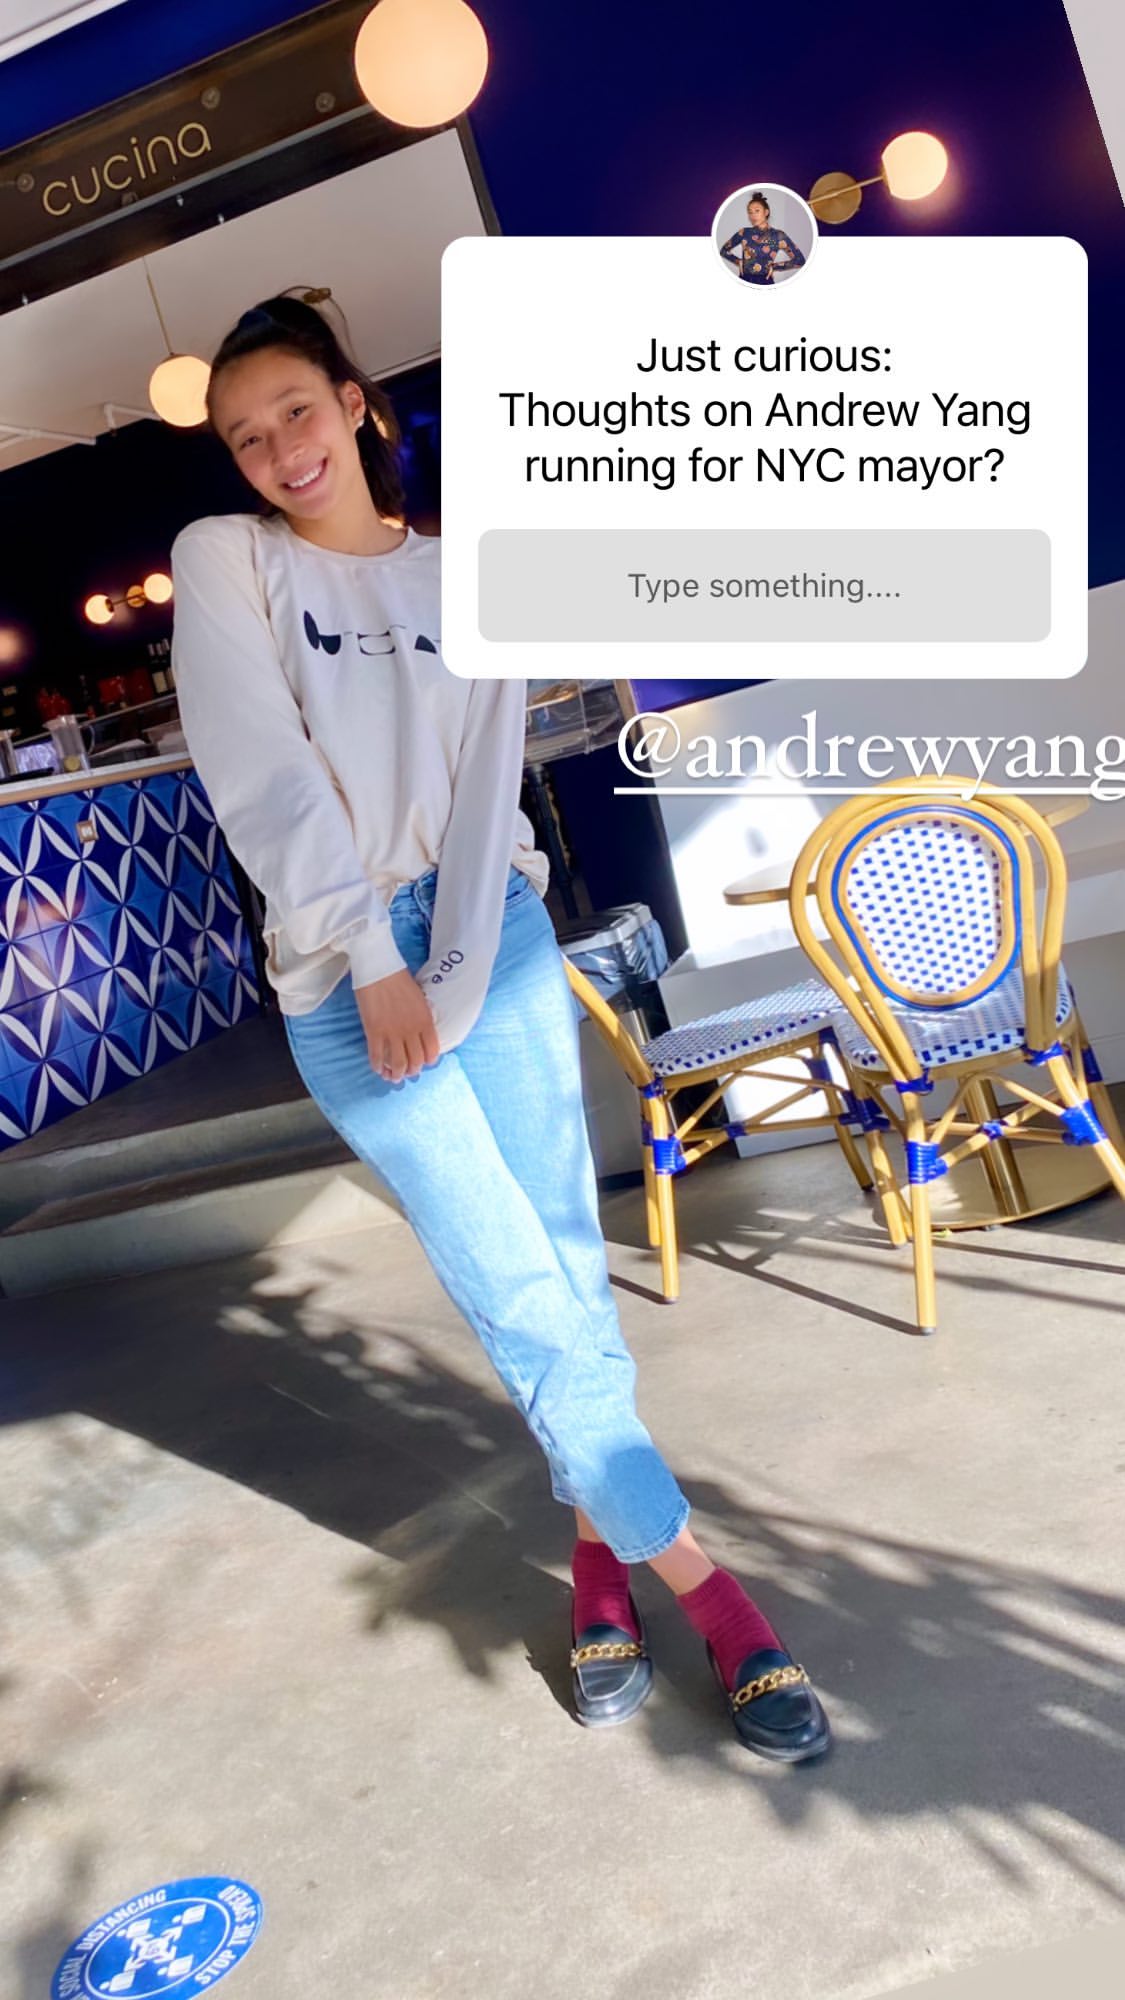 cucina
Just curious:
Thoughts on Andrew Yang
running for NYC mayor?
Type something....
@andrewyang
SOCIAL DISTANCING
STOP THE SPREAD